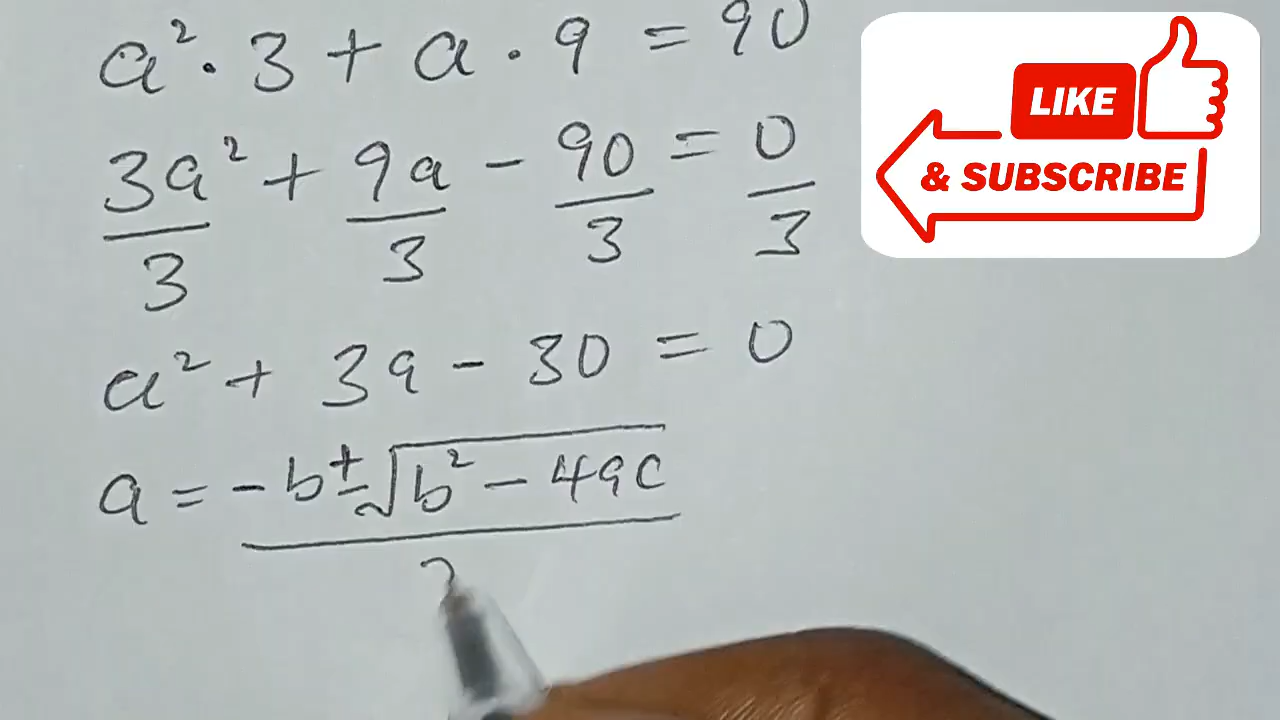 a² · 3 + a · 9 = 90
3a²/3 + 9a/3 - 90/3 = 0/3
a² + 3a - 30 = 0
a = -b ± √b² - 4ac
2
LIKE
& SUBSCRIBE